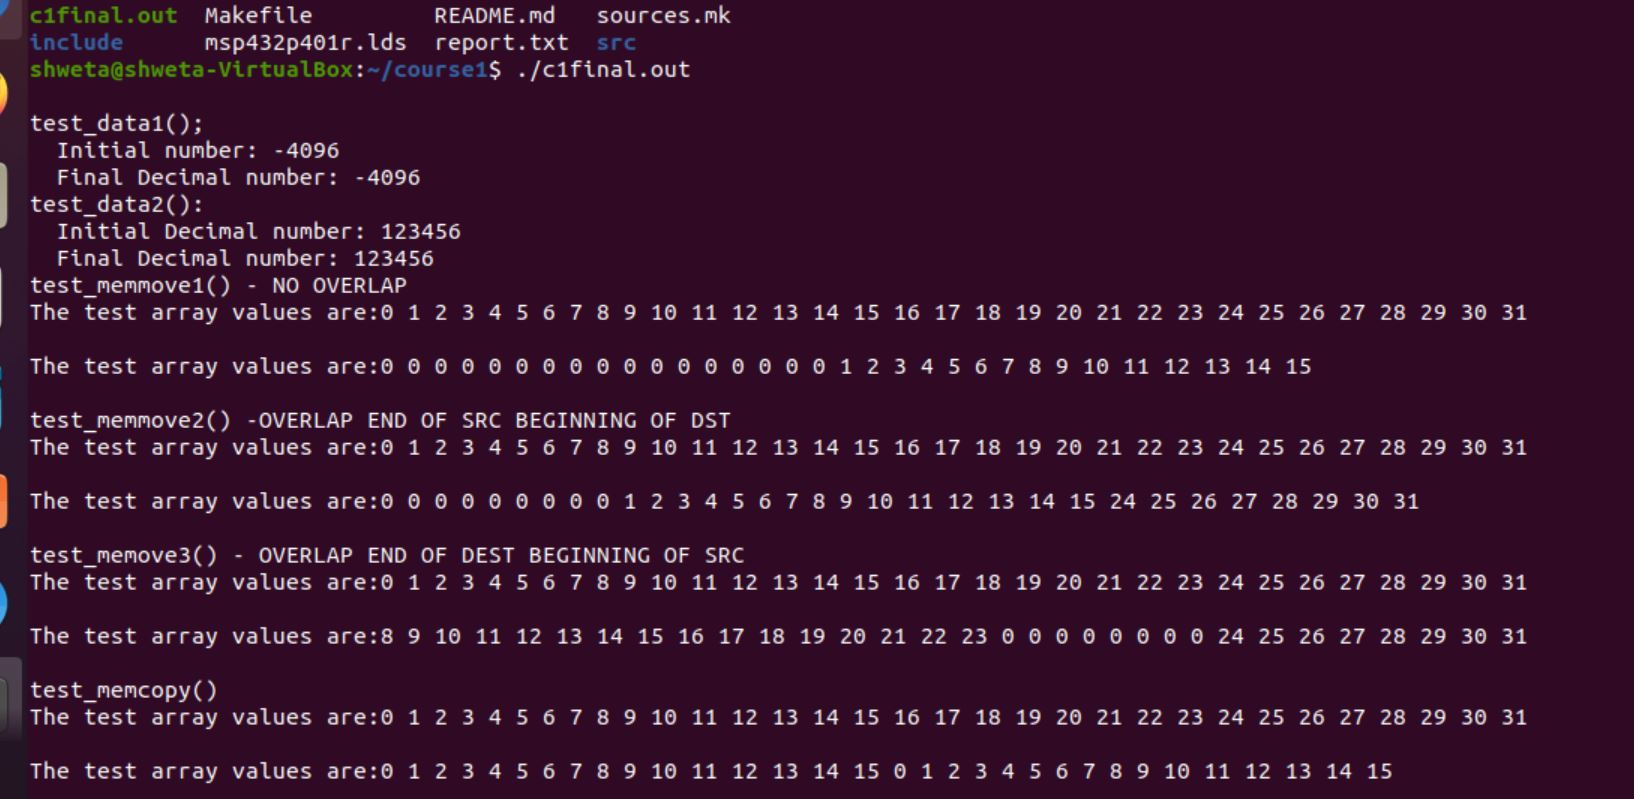 c1final.out Makefile README.md sources.mk
include msp432p401r.lds report.txt src
shweta@shweta-VirtualBox:~/course1$ ./c1final.out
test_data1();
Initial number: -4096
Final Decimal number: -4096
test_data2():
Initial Decimal number: 123456
Final Decimal number: 123456
test_memmove1() - NO OVERLAP
The test array values are:0 1 2 3 4 5 6 7 8 9 10 11 12 13 14 15 16 17 18 19 20 21 22 23 24 25 26 27 28 29 30 31
The test array values are:0 0 0 0 0 0 0 0 0 0 0 0 0 0 0 0 0 1 2 3 4 5 6 7 8 9 10 11 12 13 14 15
test_memmove2() -OVERLAP END OF SRC BEGINNING OF DST
The test array values are:0 1 2 3 4 5 6 7 8 9 10 11 12 13 14 15 16 17 18 19 20 21 22 23 24 25 26 27 28 29 30 31
The test array values are:0 0 0 0 0 0 0 0 0 1 2 3 4 5 6 7 8 9 10 11 12 13 14 15 24 25 26 27 28 29 30 31
test_memove3() - OVERLAP END OF DEST BEGINNING OF SRC
The test array values are:0 1 2 3 4 5 6 7 8 9 10 11 12 13 14 15 16 17 18 19 20 21 22 23 24 25 26 27 28 29 30 31
The test array values are:8 9 10 11 12 13 14 15 16 17 18 19 20 21 22 23 0 0 0 0 0 0 0 0 24 25 26 27 28 29 30 31
test_memcopy()
The test array values are:0 1 2 3 4 5 6 7 8 9 10 11 12 13 14 15 16 17 18 19 20 21 22 23 24 25 26 27 28 29 30 31
The test array values are:0 1 2 3 4 5 6 7 8 9 10 11 12 13 14 15 0 1 2 3 4 5 6 7 8 9 10 11 12 13 14 15